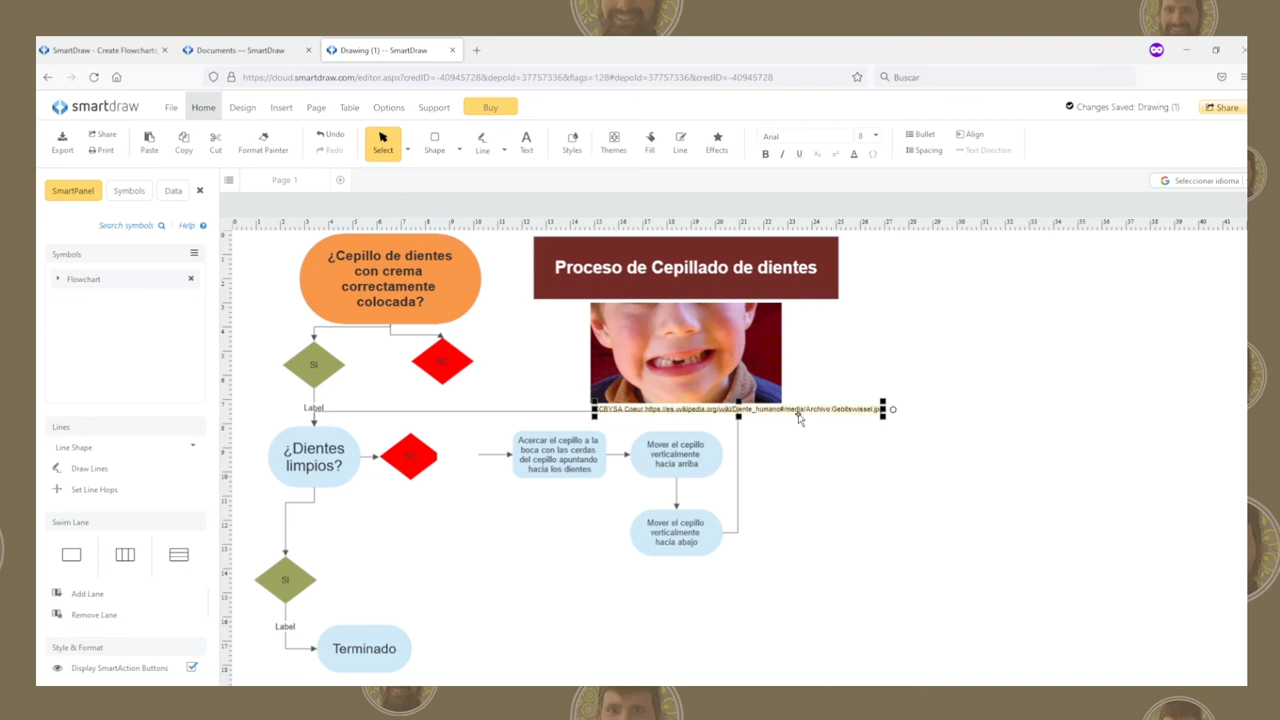 SmartDraw - Create Flowcharts,
Documents — SmartDraw
Drawing (1) -- SmartDraw
https://cloud.smartdraw.com/editor.aspx?credID=-40945728&depoId=37757336&flags=128#depoId=37757336&credID=-40945728
Buscar
smartdraw
File Home Design Insert Page Table Options Support Buy
Changes Saved: Drawing (1)
Share
Export
Share
Print
Paste
Copy
Cut
Format Painter
Undo
Redo
Select
Shape
Line
Text
Styles
Themes
Fill
Line
Effects
Arial 8
B I U
Bullet
Spacing
Align
Text Direction
SmartPanel Symbols Data
Page 1
Seleccionar idioma
Search symbols
Help
Symbols
Flowchart
Lines
Line Shape
Draw Lines
Set Line Hops
Swim Lane
Add Lane
Remove Lane
Style & Format
Display SmartAction Buttons
¿Cepillo de dientes
con crema
correctamente
colocada?
SI
NO
Label
¿Dientes
limpios?
NO
SI
Label
Terminado
Proceso de Cepillado de dientes
CCBYSA Coeur.https://es.wikipedia.org/wiki/Diente_humano#/media/Archivo:Gebitswissel.jpg
Acercar el cepillo a la
boca con las cerdas
del cepillo apuntando
hacia los dientes
Mover el cepillo
verticalmente
hacia arriba
Mover el cepillo
verticalmente
hacia abajo